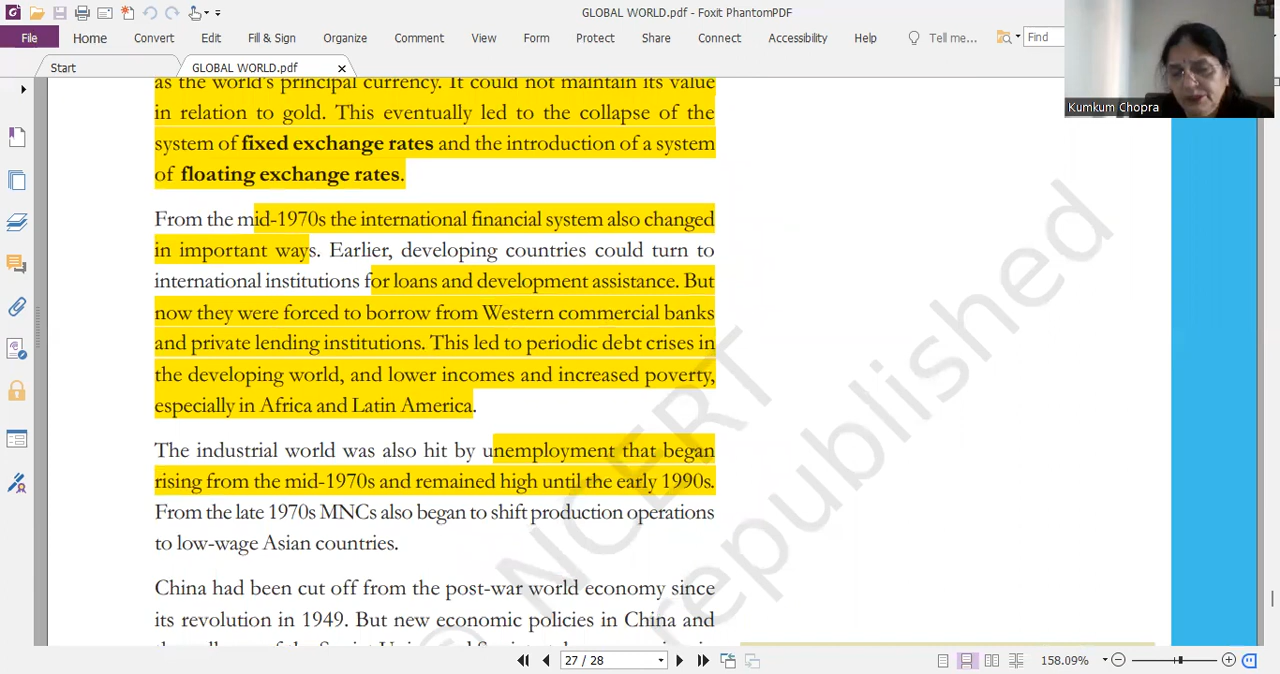 GLOBAL WORLD.pdf - Foxit PhantomPDF
File Home Convert Edit Fill & Sign Organize Comment View Form Protect Share Connect Accessibility Help Tell me... Find
Start GLOBAL WORLD.pdf
Kumkum Chopra
as the world's principal currency. It could not maintain its value
in relation to gold. This eventually led to the collapse of the
system of fixed exchange rates and the introduction of a system
of floating exchange rates.
From the mid-1970s the international financial system also changed
in important ways. Earlier, developing countries could turn to
international institutions for loans and development assistance. But
now they were forced to borrow from Western commercial banks
and private lending institutions. This led to periodic debt crises in
the developing world, and lower incomes and increased poverty,
especially in Africa and Latin America.
The industrial world was also hit by unemployment that began
rising from the mid-1970s and remained high until the early 1990s.
From the late 1970s MNCs also began to shift production operations
to low-wage Asian countries.
China had been cut off from the post-war world economy since
its revolution in 1949. But new economic policies in China and
© NCERT
republished
27 / 28
158.09%